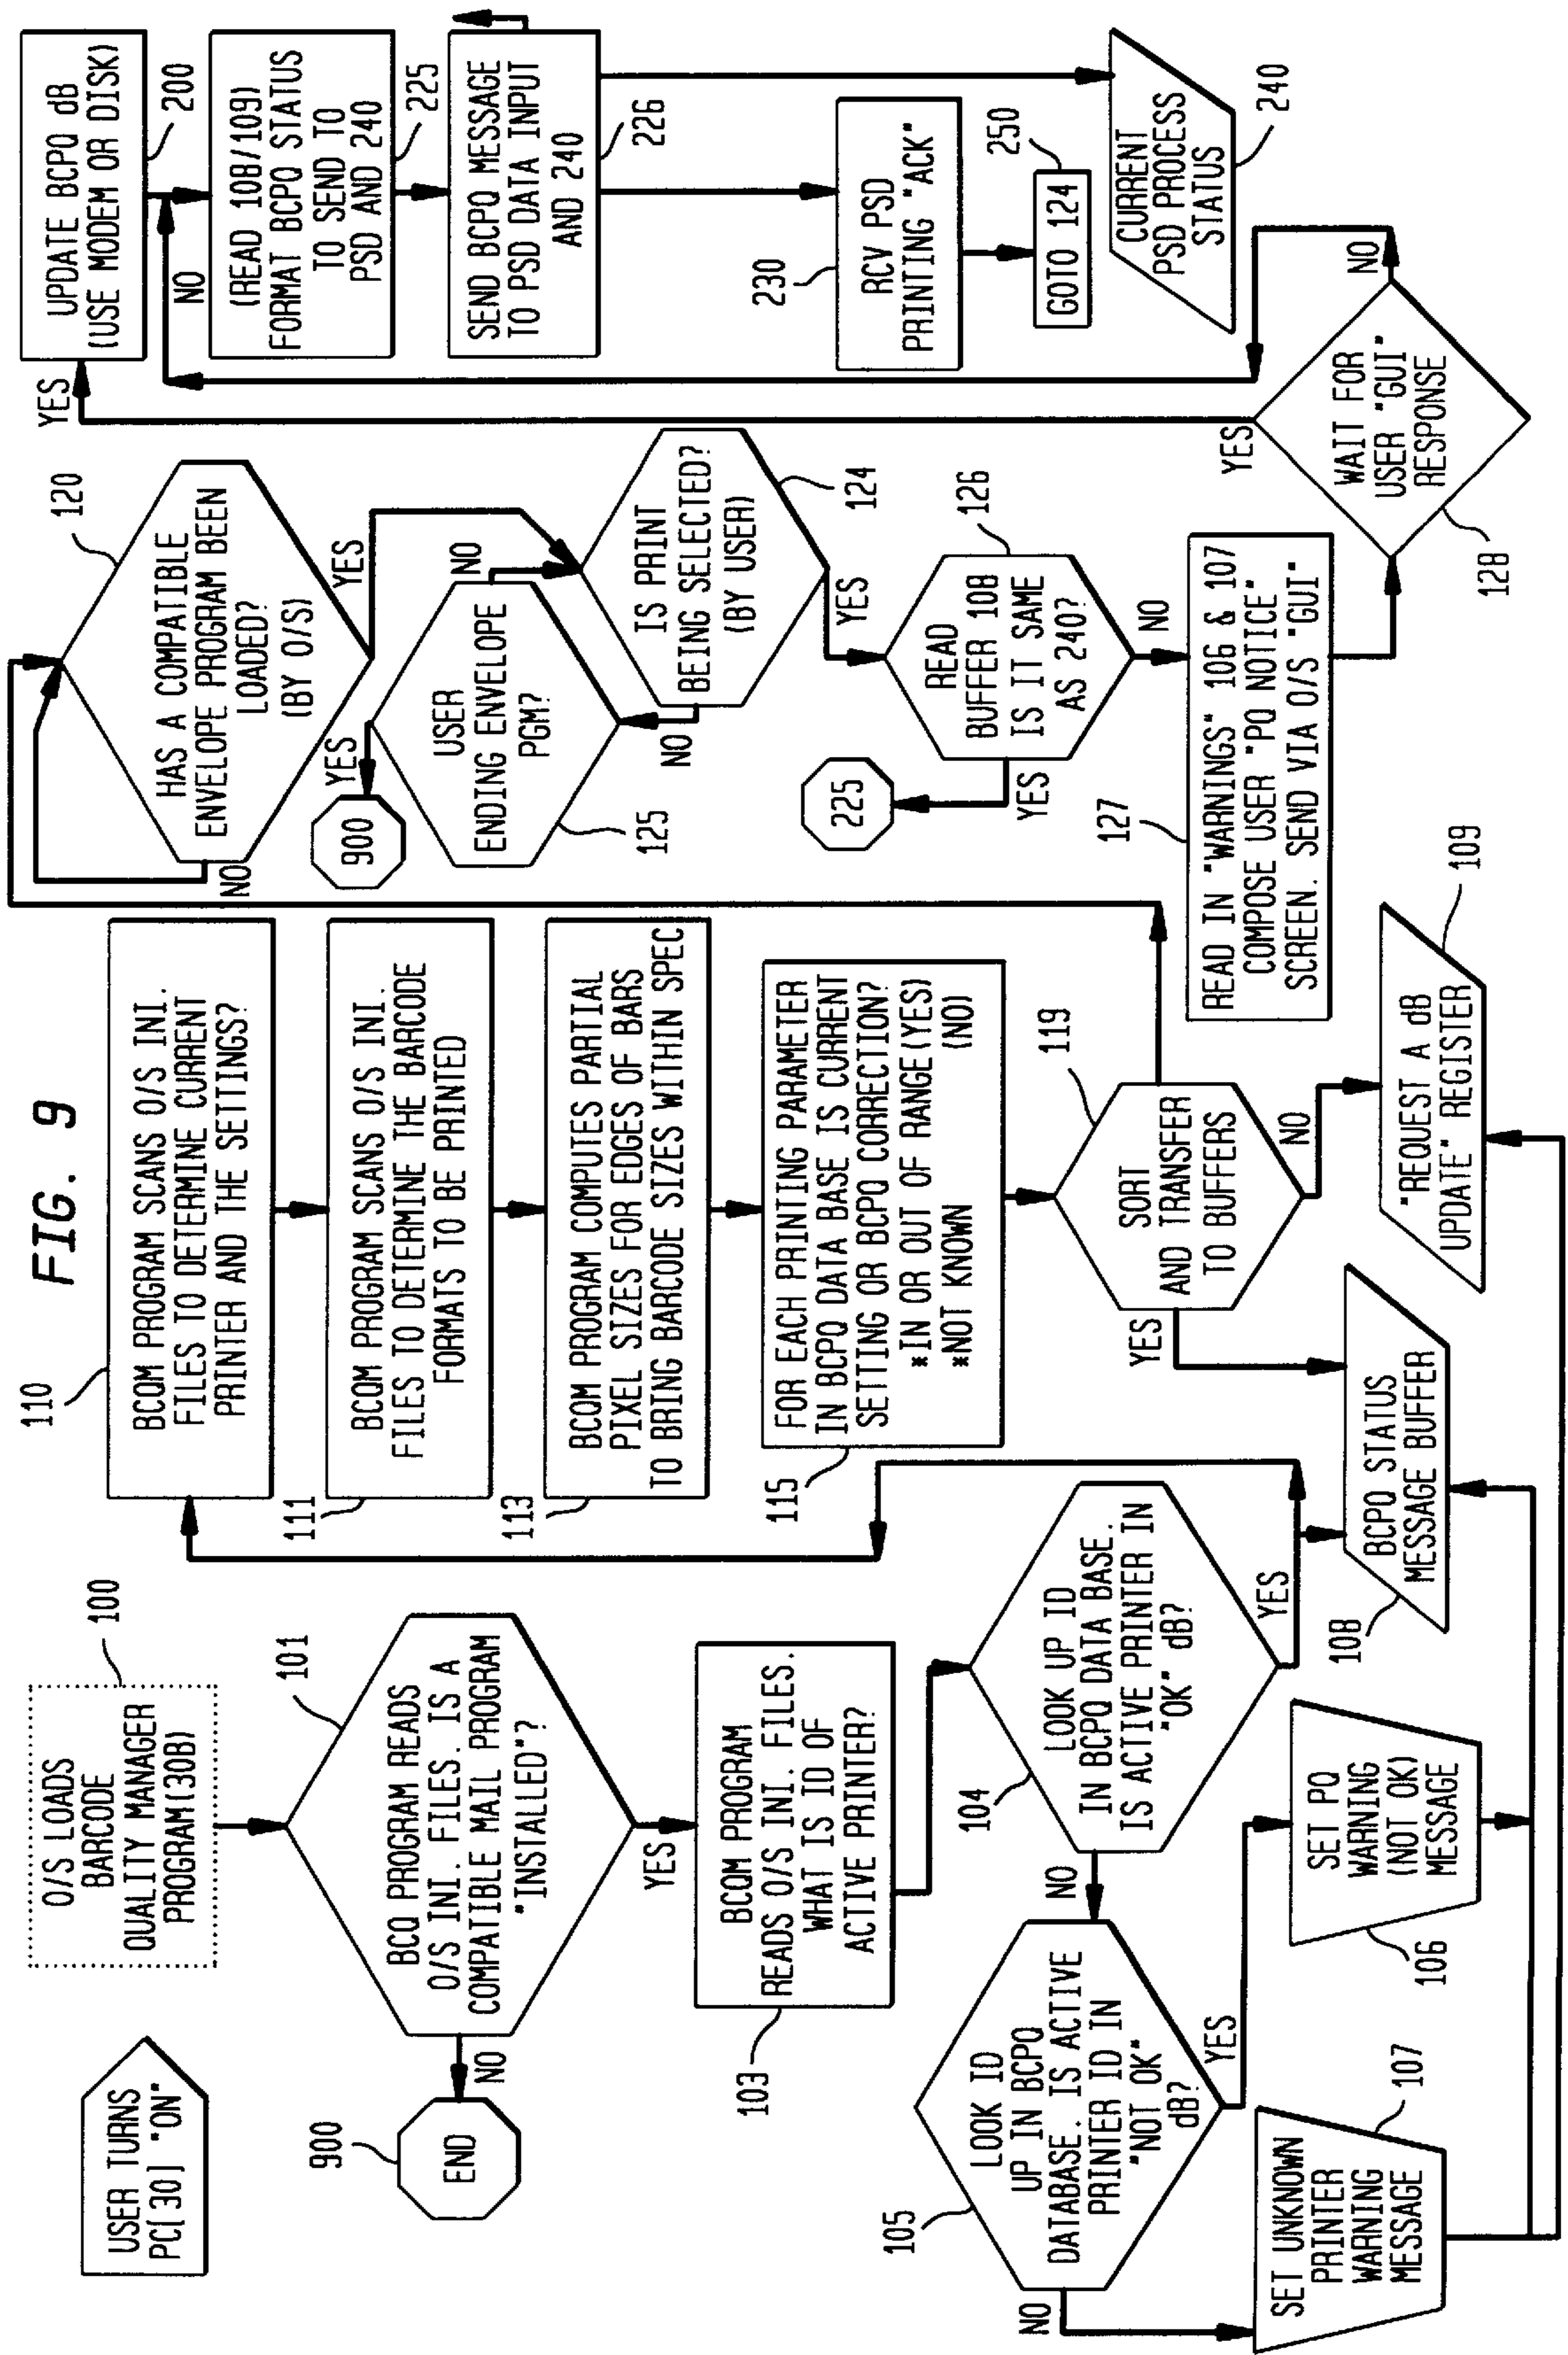 FIG. 9
USER TURNS
PC[30] "ON"
100
O/S LOADS
BARCODE
QUALITY MANAGER
PROGRAM(30B)
101
BCQ PROGRAM READS
O/S INI. FILES. IS A
COMPATIBLE MAIL PROGRAM
"INSTALLED"?
NO
900
END
YES
BCQM PROGRAM
READS O/S INI. FILES.
WHAT IS ID OF
ACTIVE PRINTER?
103
LOOK UP ID
IN BCPQ DATA BASE.
IS ACTIVE PRINTER IN
"OK" dB?
104
NO
YES
105
LOOK ID
UP IN BCPQ
DATABASE. IS ACTIVE
PRINTER ID IN
"NOT OK"
dB?
YES
NO
SET UNKNOWN
PRINTER
WARNING
MESSAGE
107
SET PQ
WARNING
(NOT OK)
MESSAGE
106
BCPQ STATUS
MESSAGE BUFFER
108
110
BCQM PROGRAM SCANS O/S INI.
FILES TO DETERMINE CURRENT
PRINTER AND THE SETTINGS?
111
BCQM PROGRAM SCANS O/S INI.
FILES TO DETERMINE THE BARCODE
FORMATS TO BE PRINTED
113
BCQM PROGRAM COMPUTES PARTIAL
PIXEL SIZES FOR EDGES OF BARS
TO BRING BARCODE SIZES WITHIN SPEC
115
FOR EACH PRINTING PARAMETER
IN BCPQ DATA BASE IS CURRENT
SETTING OR BCPQ CORRECTION?
*IN OR OUT OF RANGE(YES)
*NOT KNOWN (NO)
119
SORT
AND TRANSFER
TO BUFFERS
YES
NO
"REQUEST A dB
UPDATE" REGISTER
109
120
HAS A COMPATIBLE
ENVELOPE PROGRAM BEEN
LOADED?
(BY O/S)
NO
YES
900
YES
USER
ENDING ENVELOPE
PGM?
125
NO
IS PRINT
BEING SELECTED?
(BY USER)
124
NO
YES
READ
BUFFER 108
IS IT SAME
AS 240?
126
225
YES
NO
127
READ IN "WARNINGS" 106 & 107
COMPOSE USER "PQ NOTICE"
SCREEN. SEND VIA O/S "GUI"
WAIT FOR
USER "GUI"
RESPONSE
128
YES
NO
YES
UPDATE BCPQ dB
(USE MODEM OR DISK)
200
NO
(READ 108/109)
FORMAT BCPQ STATUS
TO SEND TO
PSD AND 240
225
SEND BCPQ MESSAGE
TO PSD DATA INPUT
AND 240
226
230
RCV PSD
PRINTING "ACK"
250
GOTO 124
CURRENT
PSD PROCESS
STATUS
240